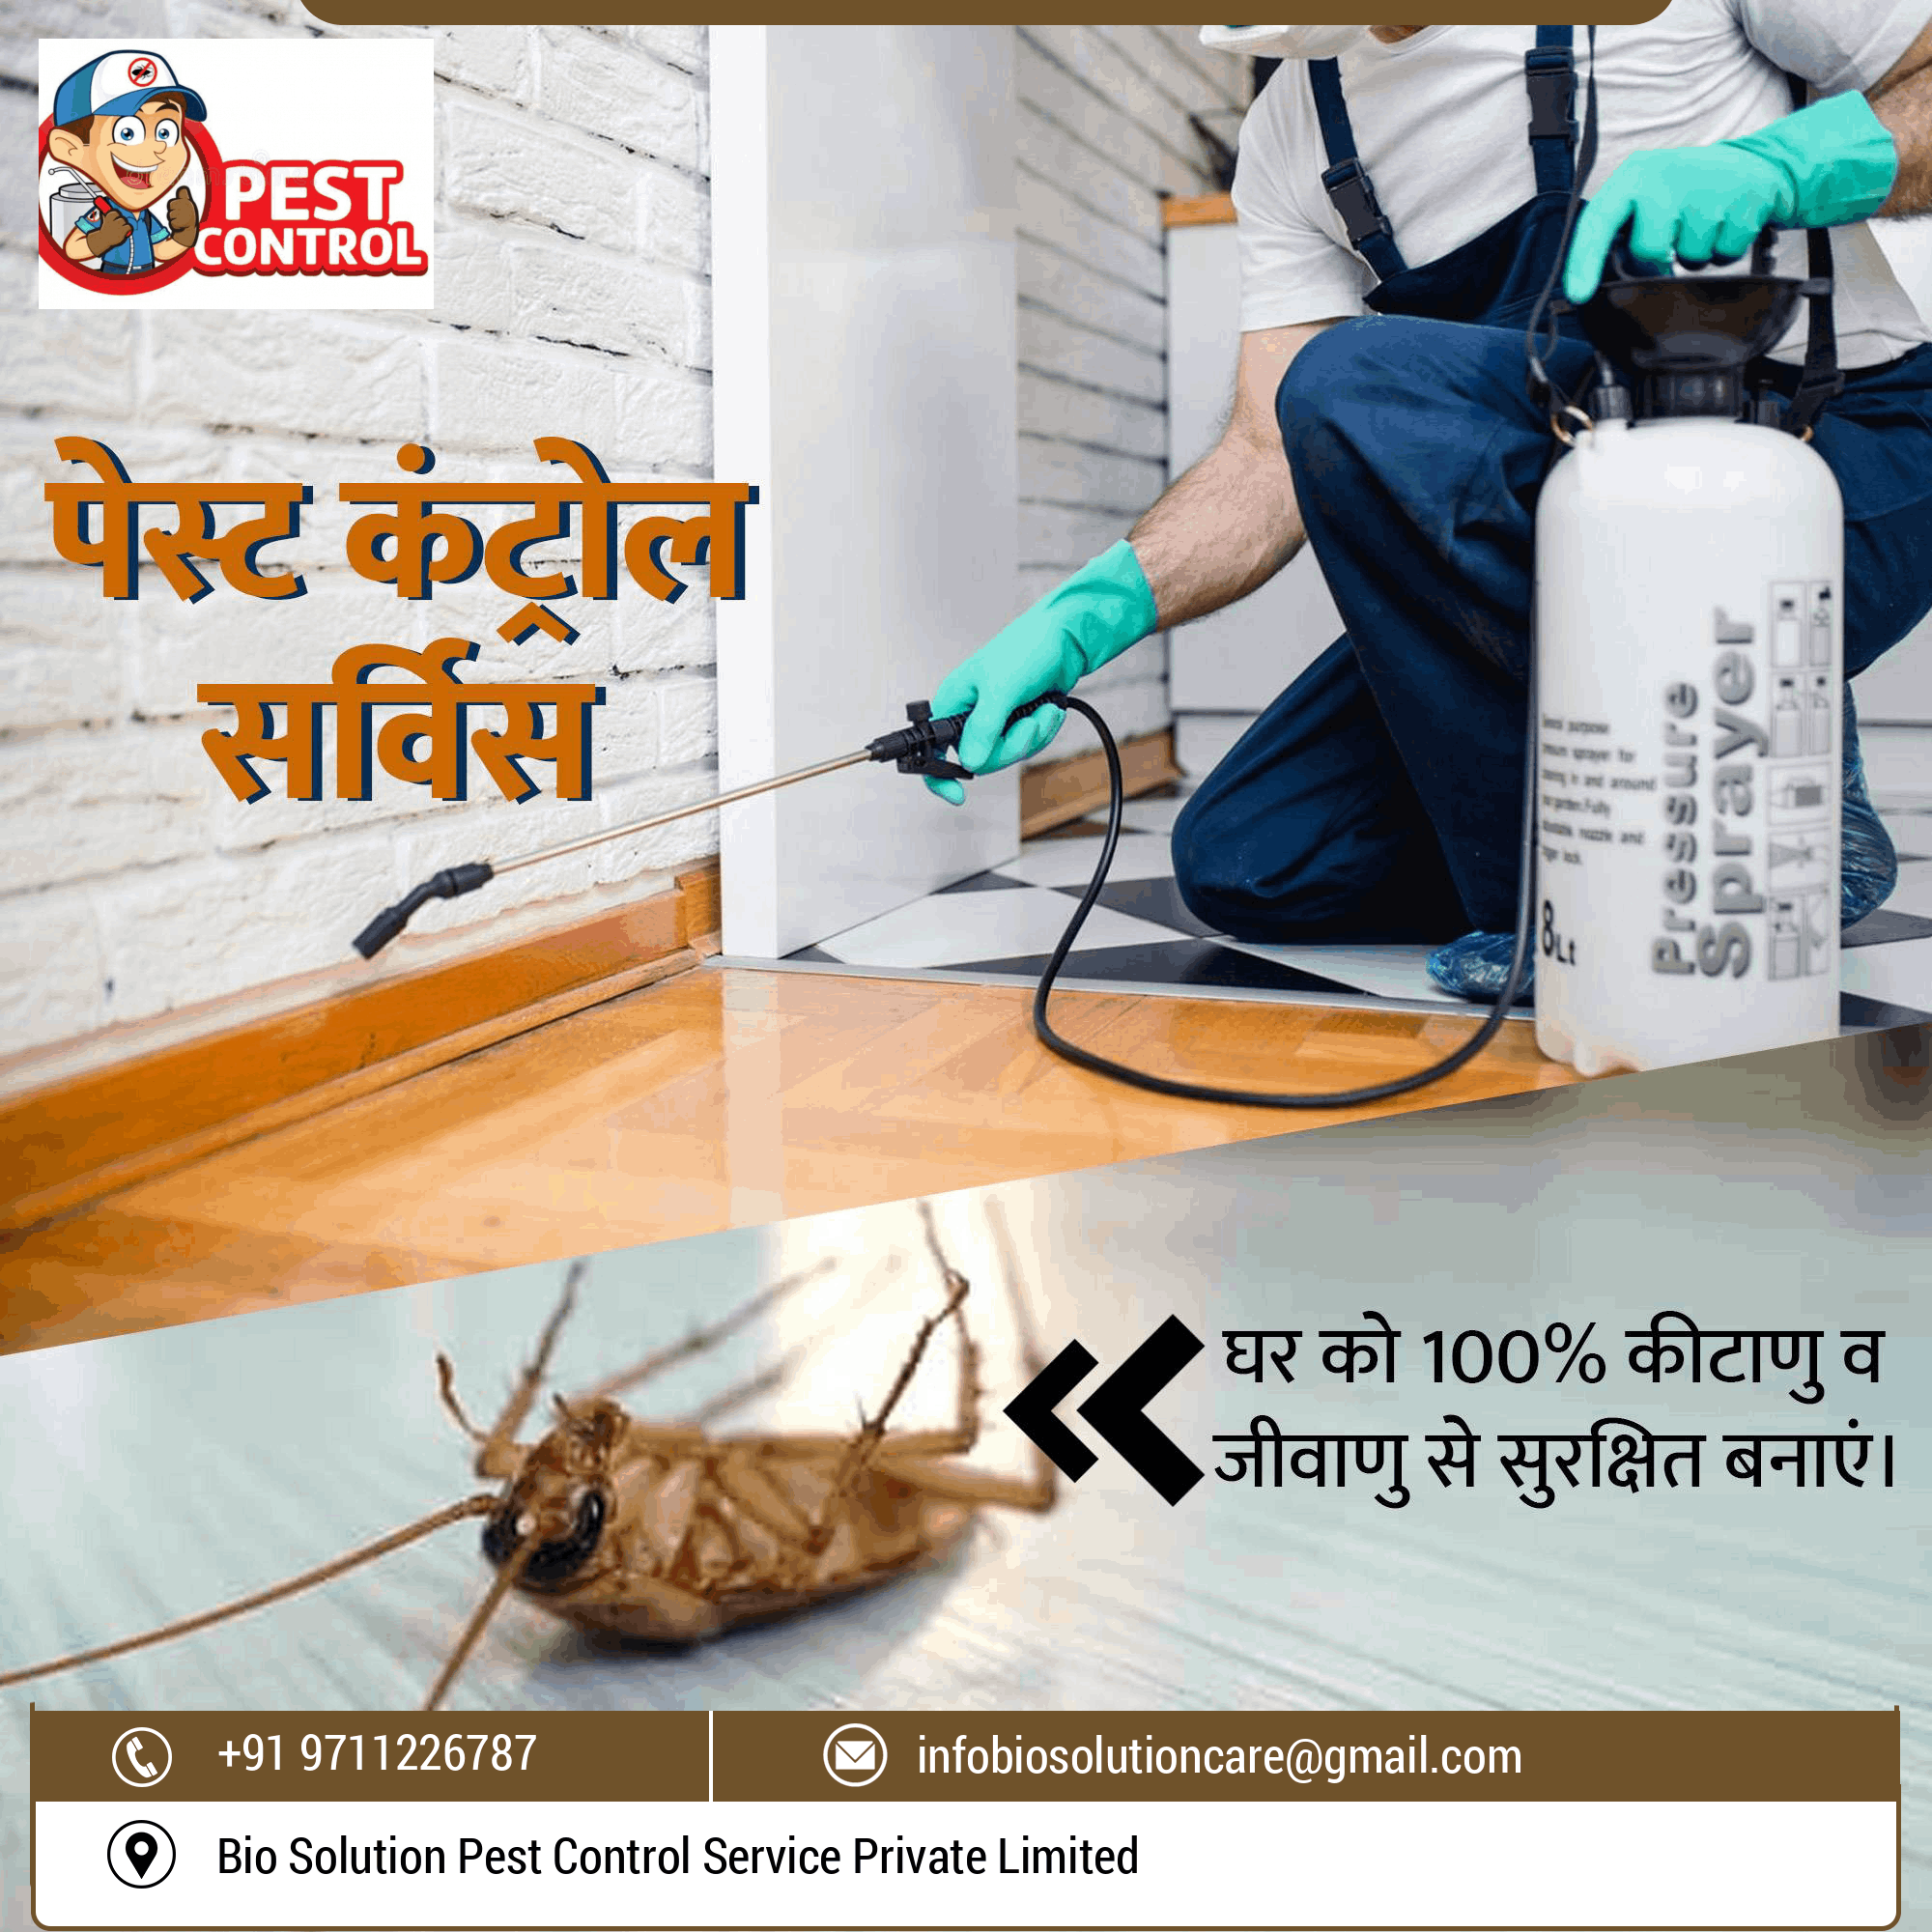 PEST
CONTROL
पेस्ट कंट्रोल
सर्विस
Pressure
Sprayer
8Lt
घर को 100% कीटाणु व
जीवाणु से सुरक्षित बनाएं।
+91 9711226787
infobiosolutioncare@gmail.com
Bio Solution Pest Control Service Private Limited